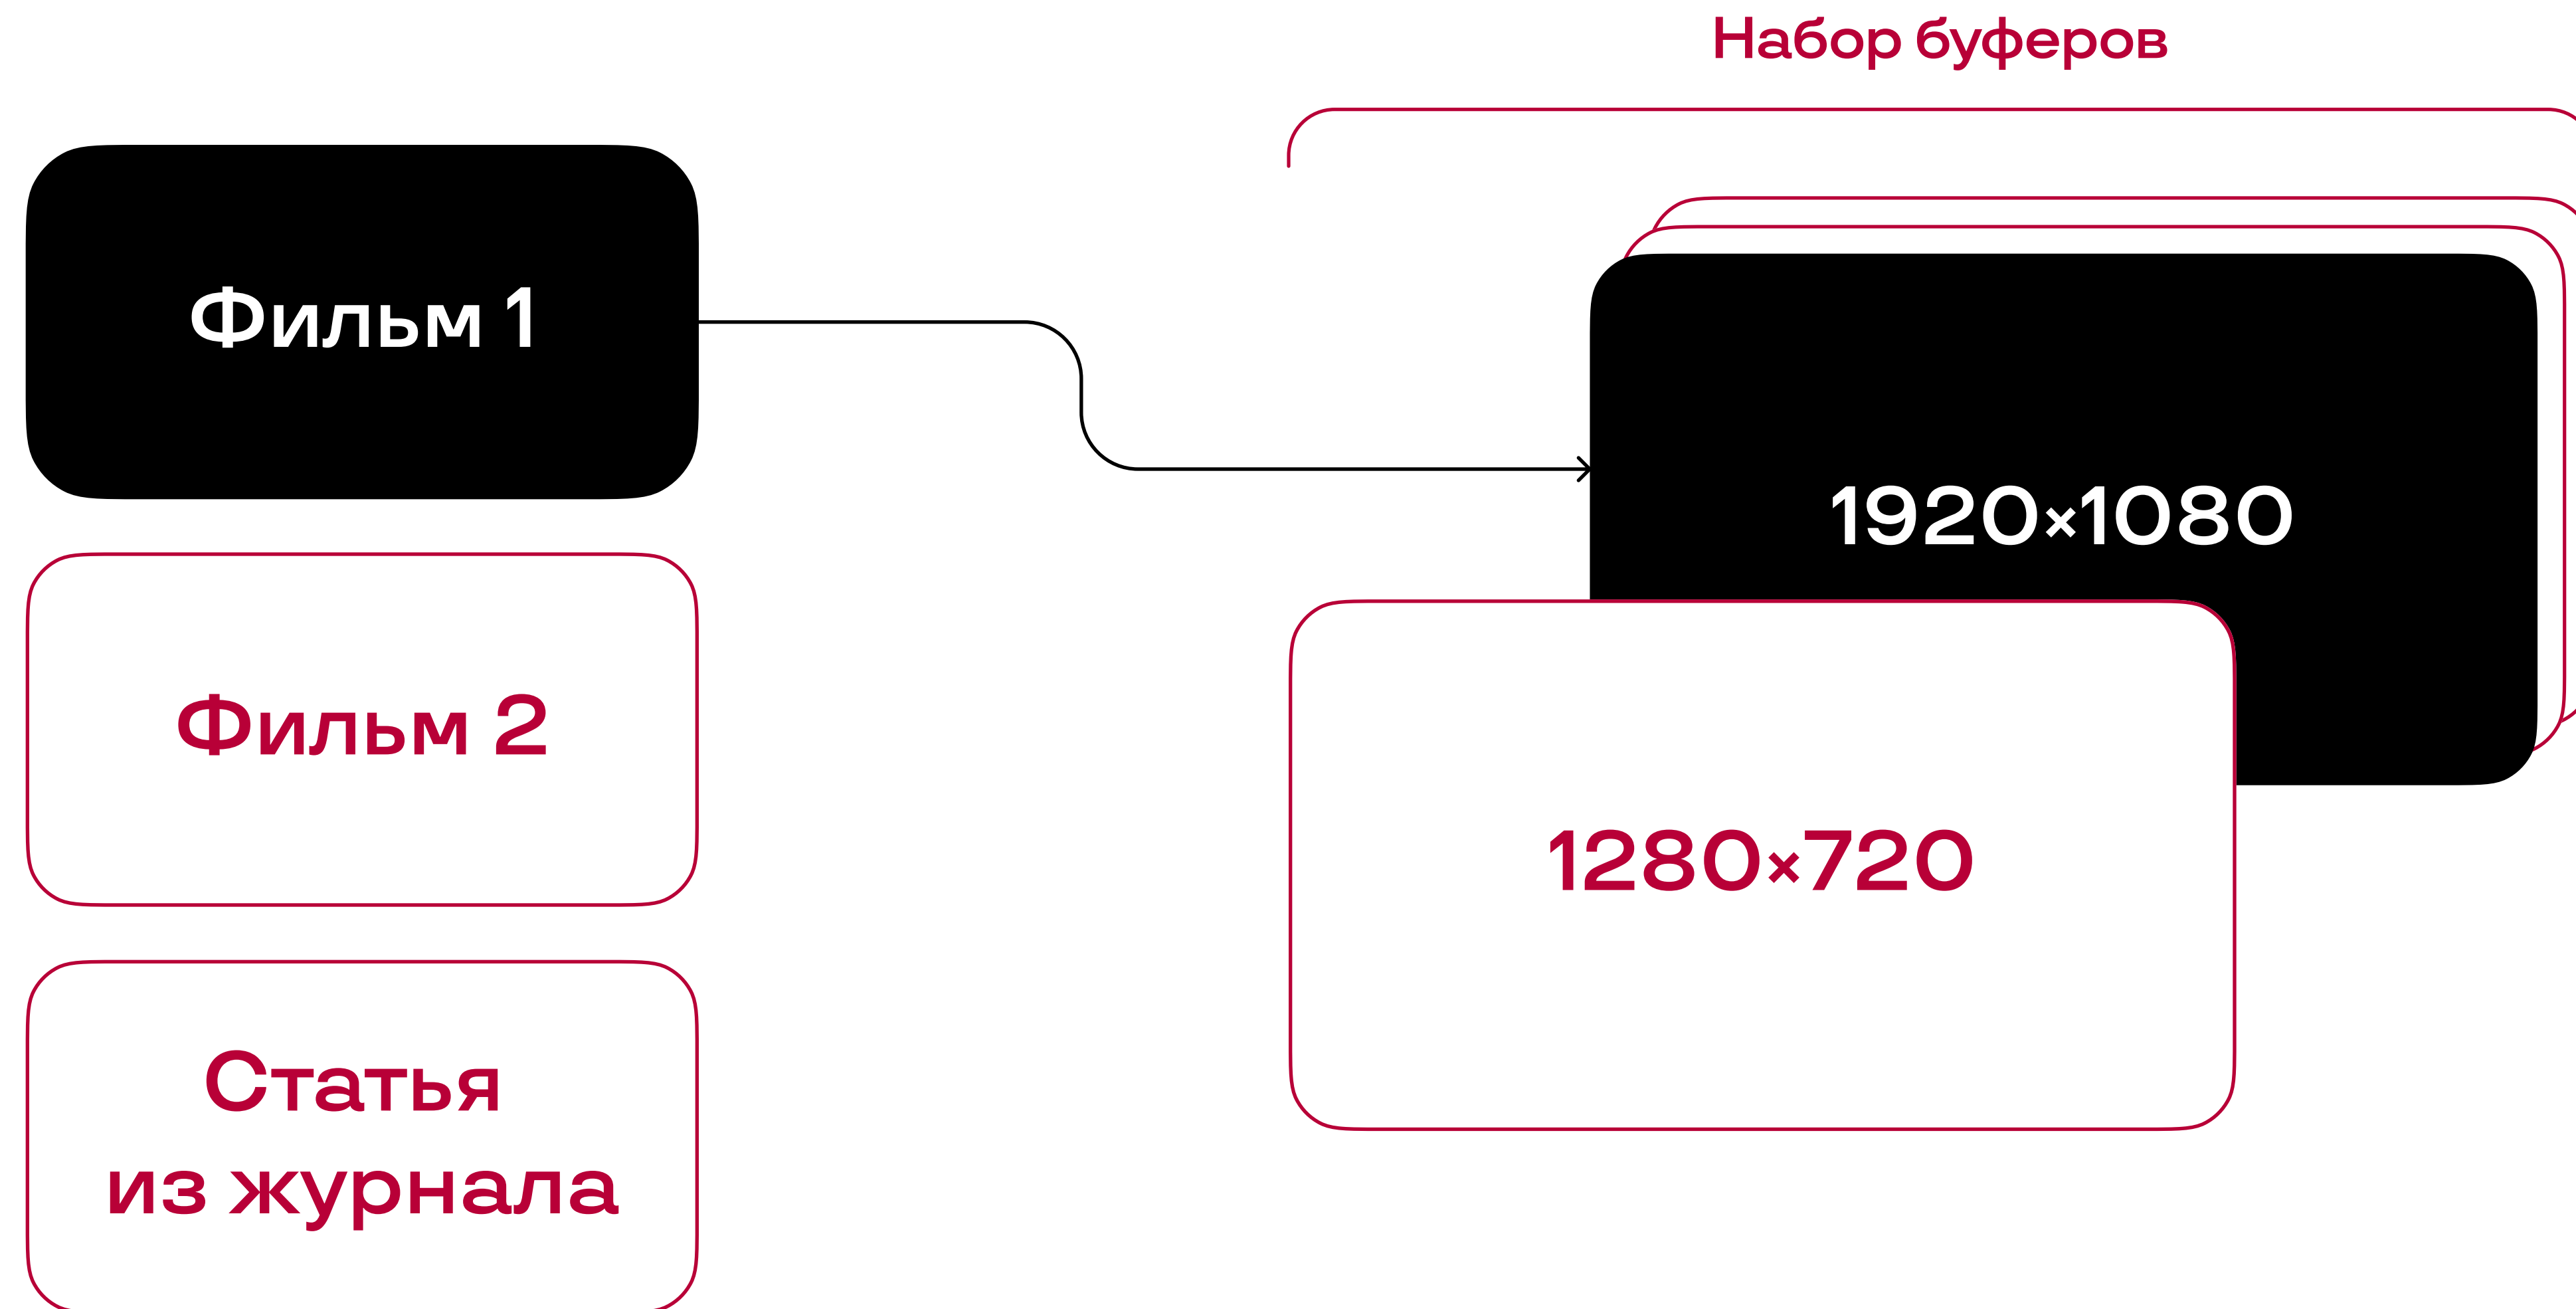 Набор буферов
Фильм 1
1920×1080
Фильм 2
1280×720
Статья
из журнала